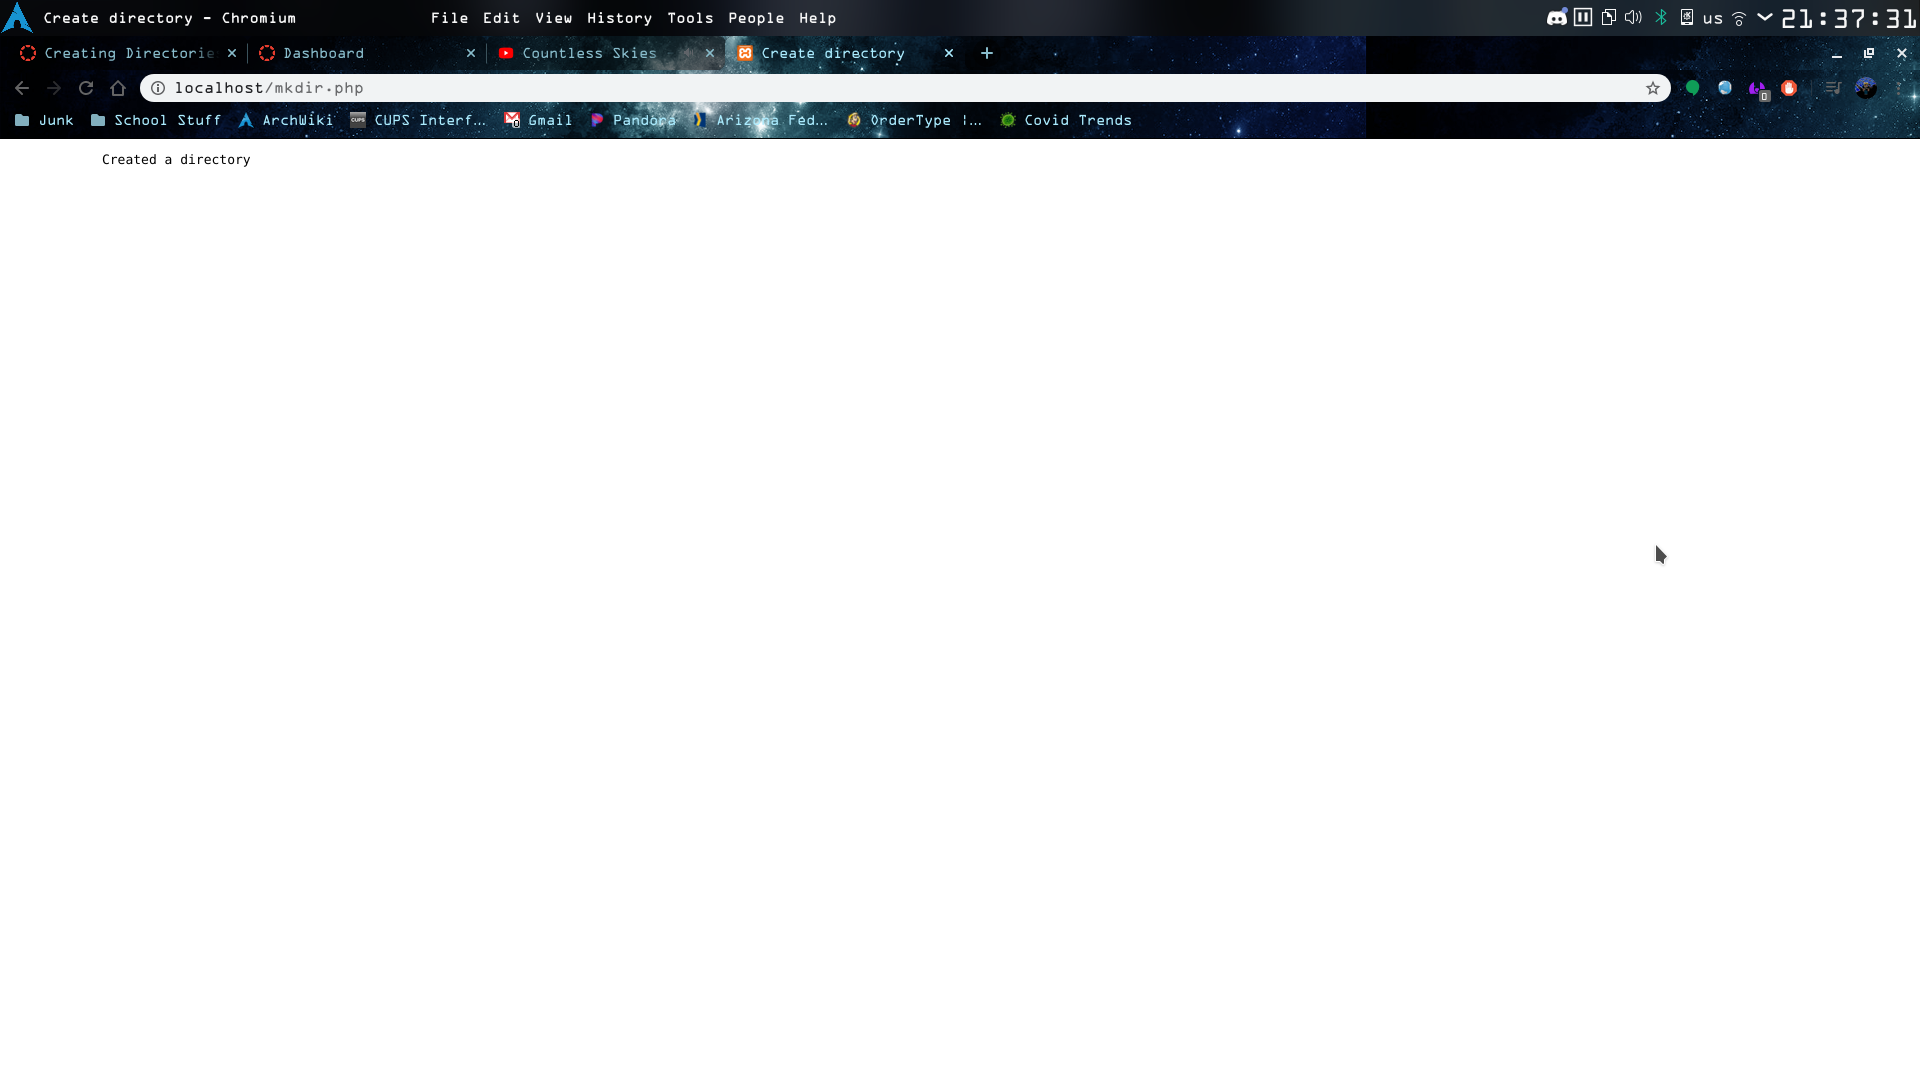 Create directory - Chromium File Edit View History Tools People Help us 21:37:31
Creating Directorie Dashboard Countless Skies Create directory
localhost/mkdir.php
Junk School Stuff ArchWiki CUPS Interf... Gmail Pandora Arizona Fed... OrderType |... Covid Trends
Created a directory